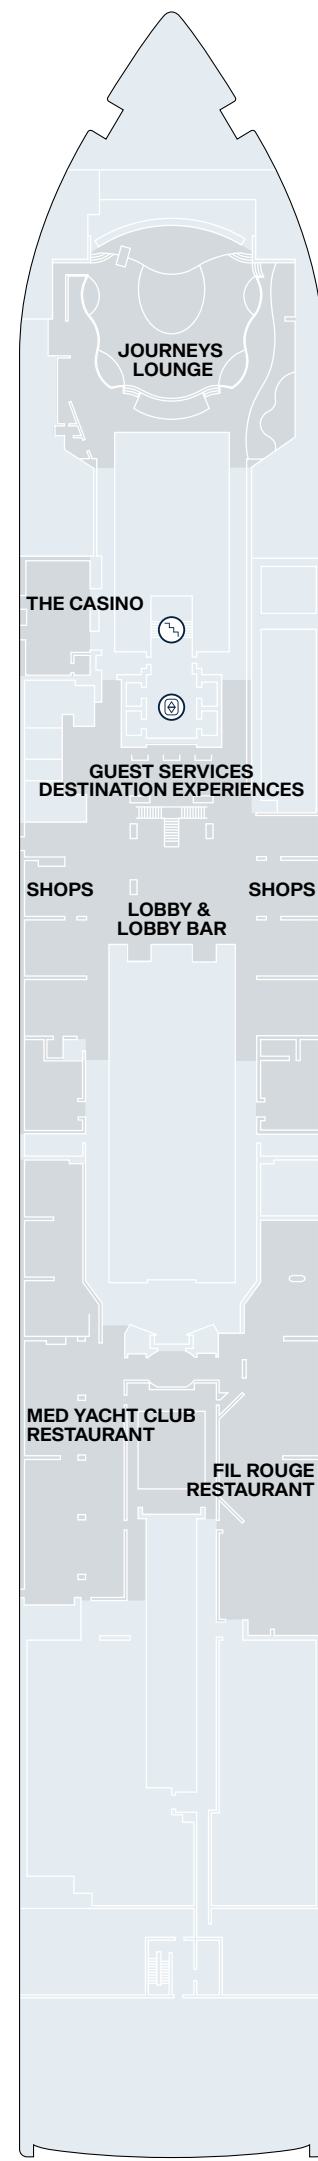 JOURNEYS
LOUNGE
THE CASINO
GUEST SERVICES
DESTINATION EXPERIENCES
SHOPS
SHOPS
LOBBY &
LOBBY BAR
MED YACHT CLUB
RESTAURANT
FIL ROUGE
RESTAURANT